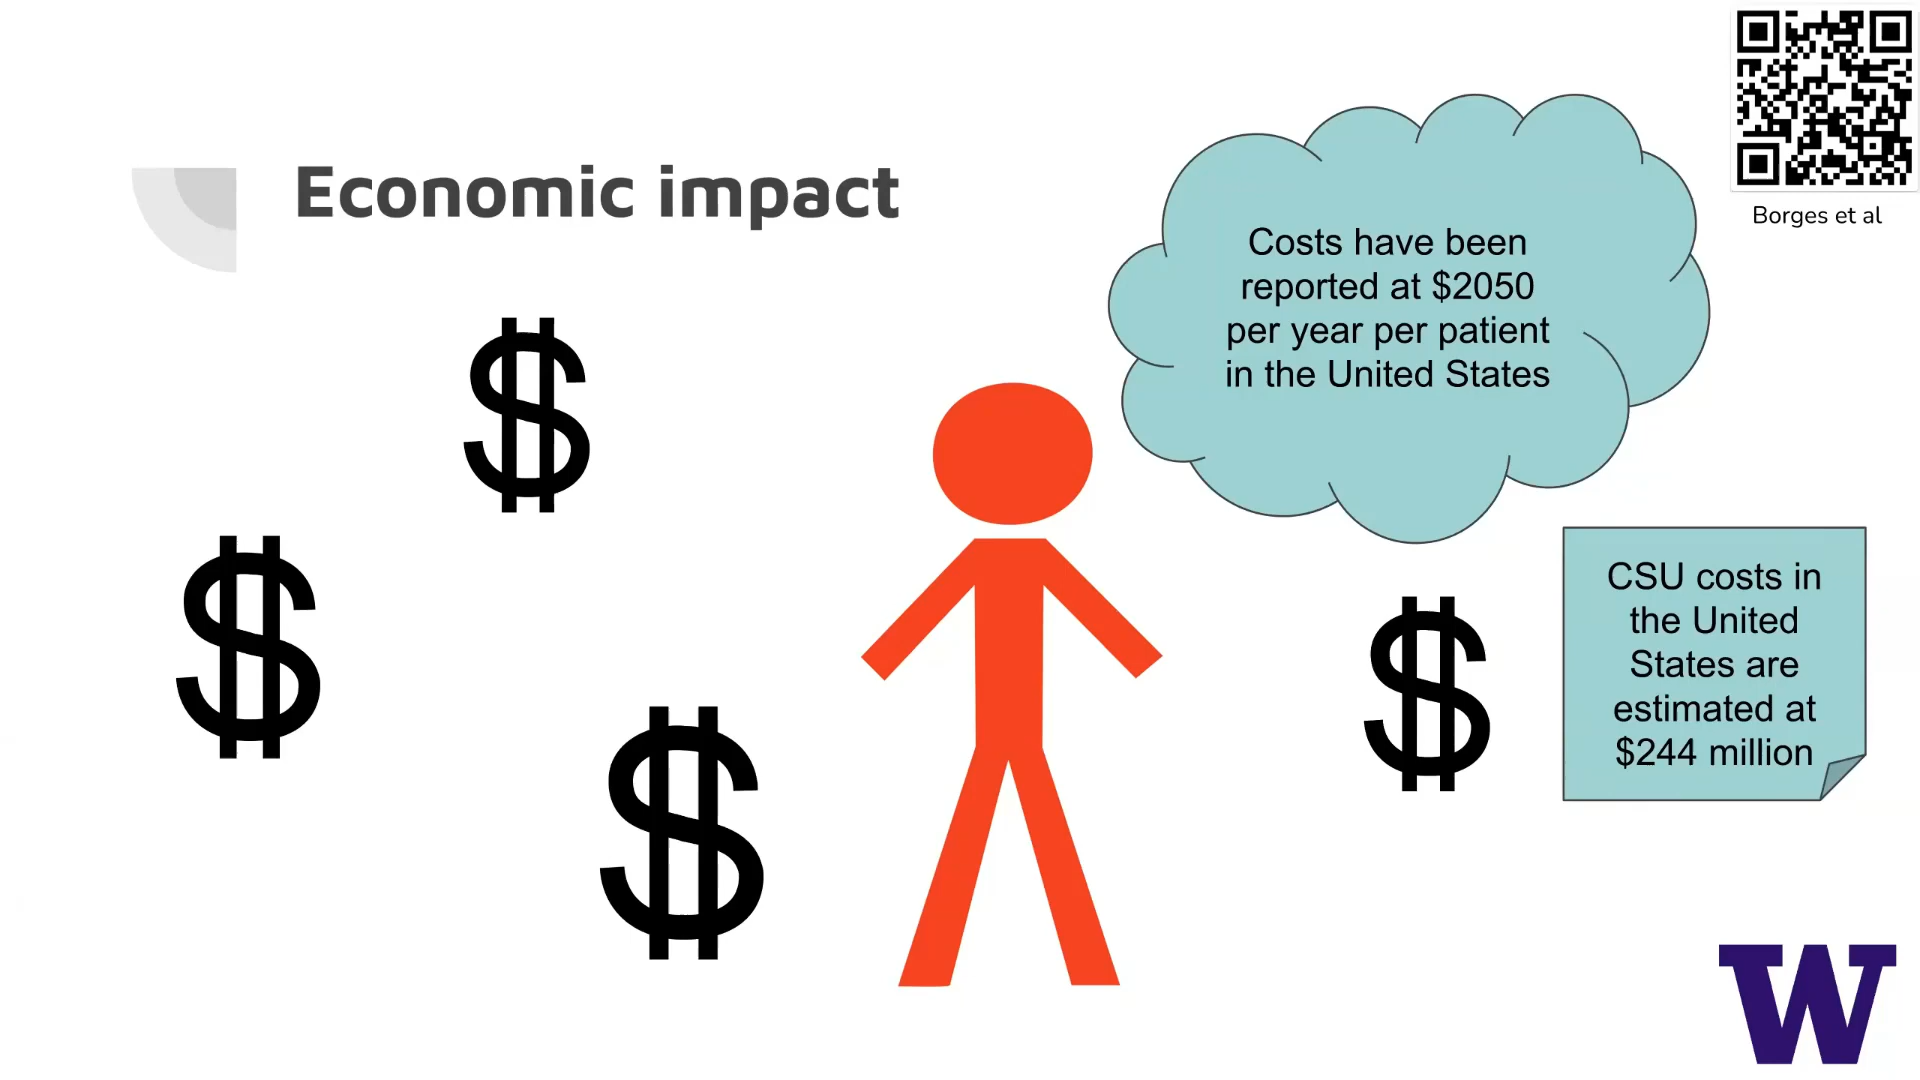 Economic impact
Borges et al
Costs have been
reported at $2050
per year per patient
in the United States
$
$
$
$
CSU costs in
the United
States are
estimated at
$244 million
W